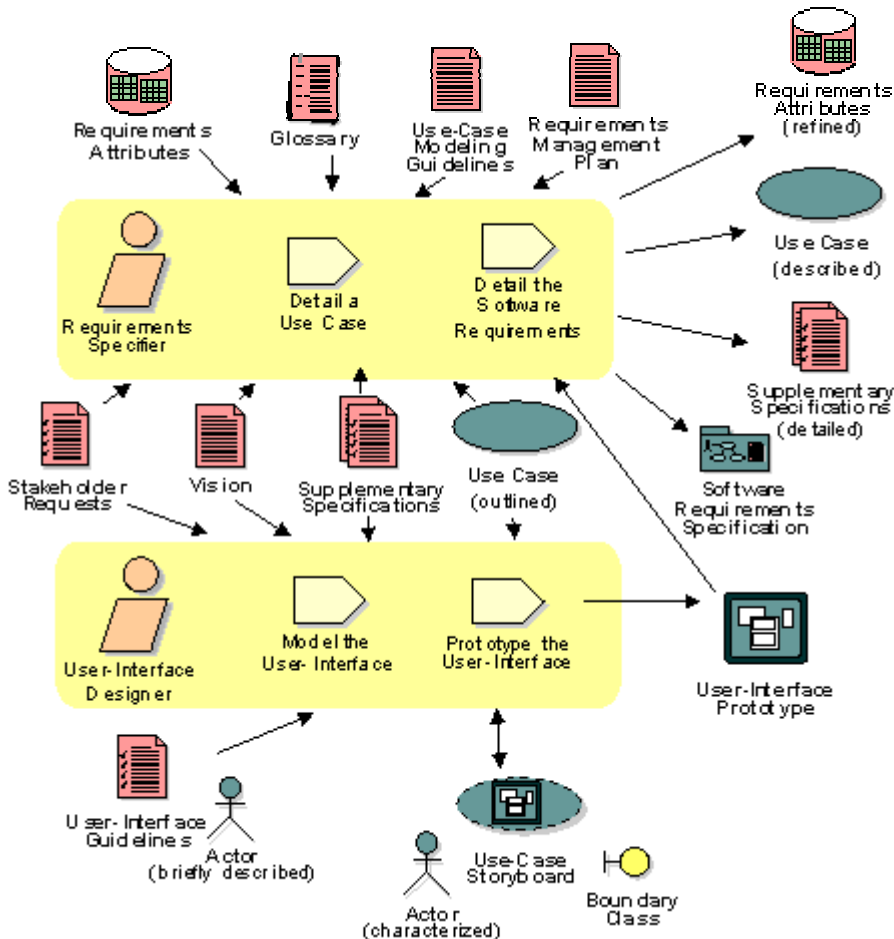 Requirements
Attributes
Glossary
Use-Case
Modeling
Guidelines
Requirements
Management
Plan
Requirements
Attributes
(refined)
Use Case
(described)
Requirements
Specifier
Detail a
Use Case
Detail the
Software
Requirements
Supplementary
Specifications
(detailed)
Stakeholder
Requests
Vision
Supplementary
Specifications
Use Case
(outlined)
Software
Requirements
Specification
User-Interface
Designer
Model the
User-Interface
Prototype the
User-Interface
User-Interface
Prototype
User-Interface
Guidelines
Actor
(briefly described)
Actor
(characterized)
Use-Case
Storyboard
Boundary
Class